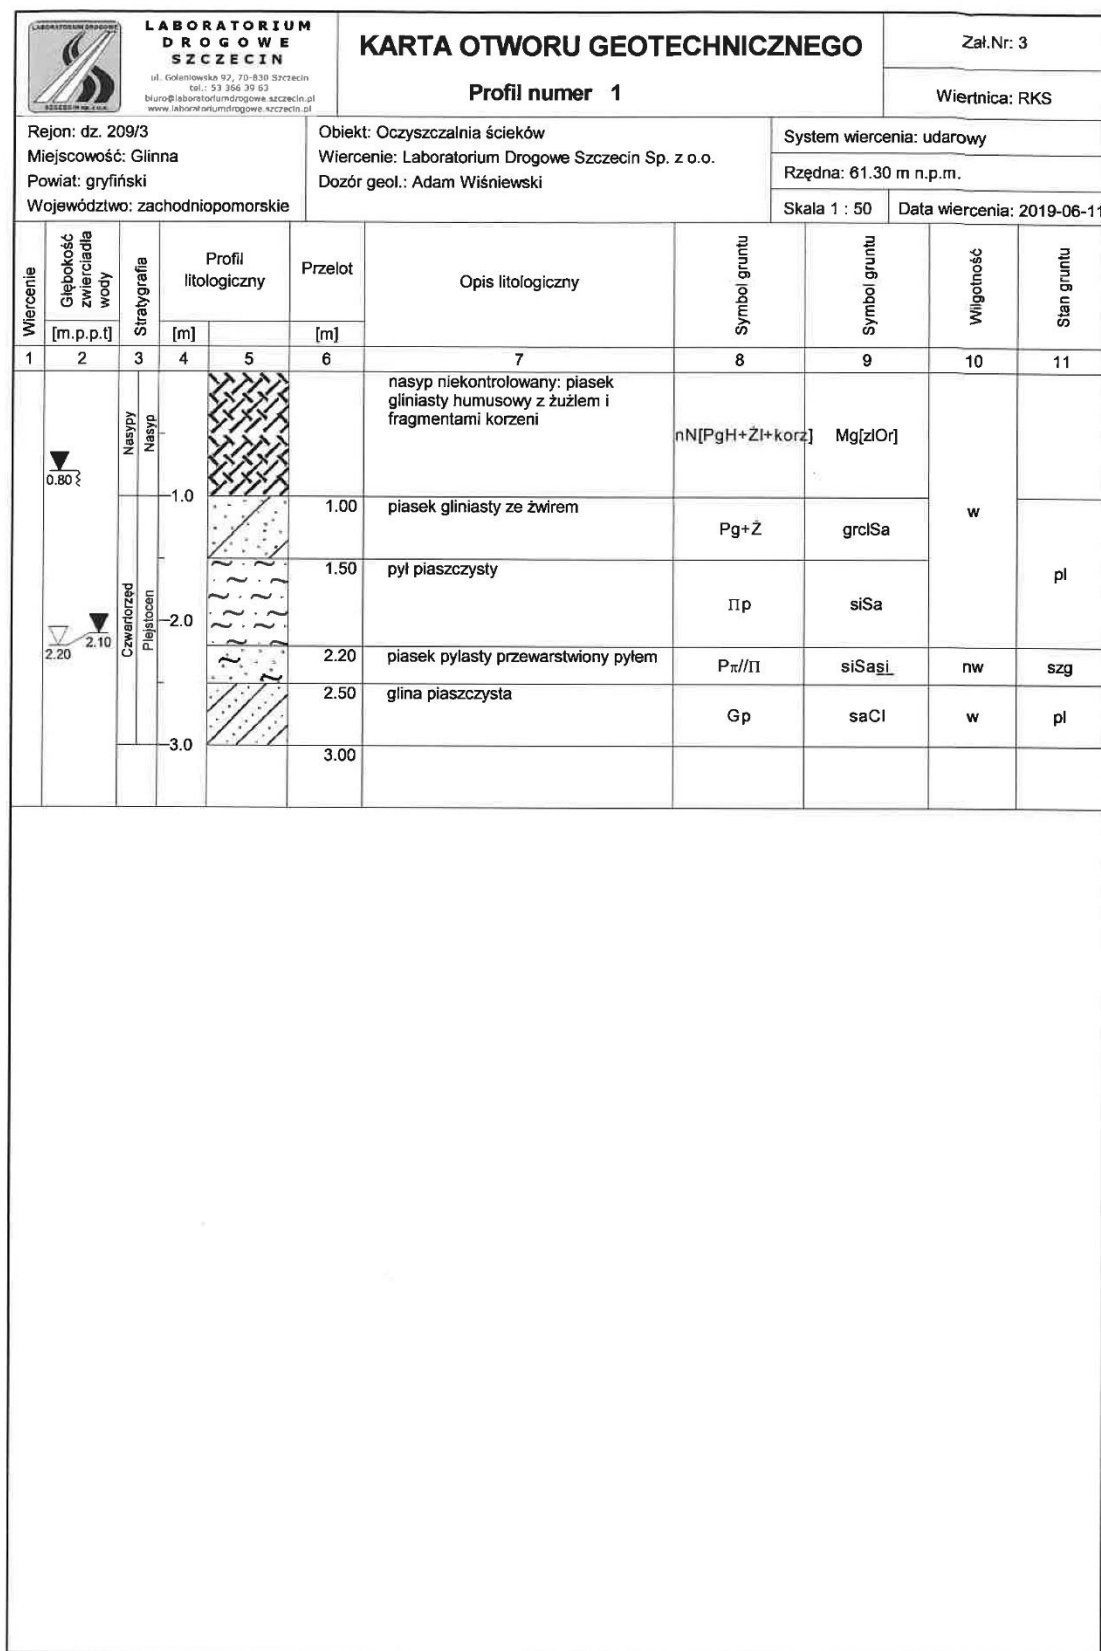 LABORATORIUM DROGOWE
SZCZECIN SP. Z O.O.
LABORATORIUM
DROGOWE
SZCZECIN
ul. Goleniowska 92, 70-830 Szczecin
tel.: 53 366 39 63
biuro@laboratoriumdrogowe.szczecin.pl
www.laboratoriumdrogowe.szczecin.pl
KARTA OTWORU GEOTECHNICZNEGO
Profil numer 1
Zał.Nr: 3
Wiertnica: RKS
Rejon: dz. 209/3
Miejscowość: Glinna
Powiat: gryfiński
Województwo: zachodniopomorskie
Obiekt: Oczyszczalnia ścieków
Wiercenie: Laboratorium Drogowe Szczecin Sp. z o.o.
Dozór geol.: Adam Wiśniewski
System wiercenia: udarowy
Rzędna: 61.30 m n.p.m.
Skala 1 : 50
Data wiercenia: 2019-06-11
Wiercenie
Głębokość
zwierciadła
wody
[m.p.p.t]
Stratygrafia
Profil
litologiczny
[m]
Przelot
[m]
Opis litologiczny
Symbol gruntu
Symbol gruntu
Wilgotność
Stan gruntu
1 2 3 4 5 6 7 8 9 10 11
Nasypy
Nasyp
nasyp niekontrolowany: piasek
gliniasty humusowy z żużlem i
fragmentami korzeni
nN[PgH+Żl+korz]
Mg[zlOr]
0.80
1.0
1.00
piasek gliniasty ze żwirem
Pg+Ż
grclSa
w
1.50
pył piaszczysty
Πp
siSa
pl
Czwartorzęd
Plejstocen
2.0
2.20
2.10
2.20
piasek pylasty przewarstwiony pyłem
Pπ//Π
siSasi
nw
szg
2.50
glina piaszczysta
Gp
saCl
w
pl
3.0
3.00